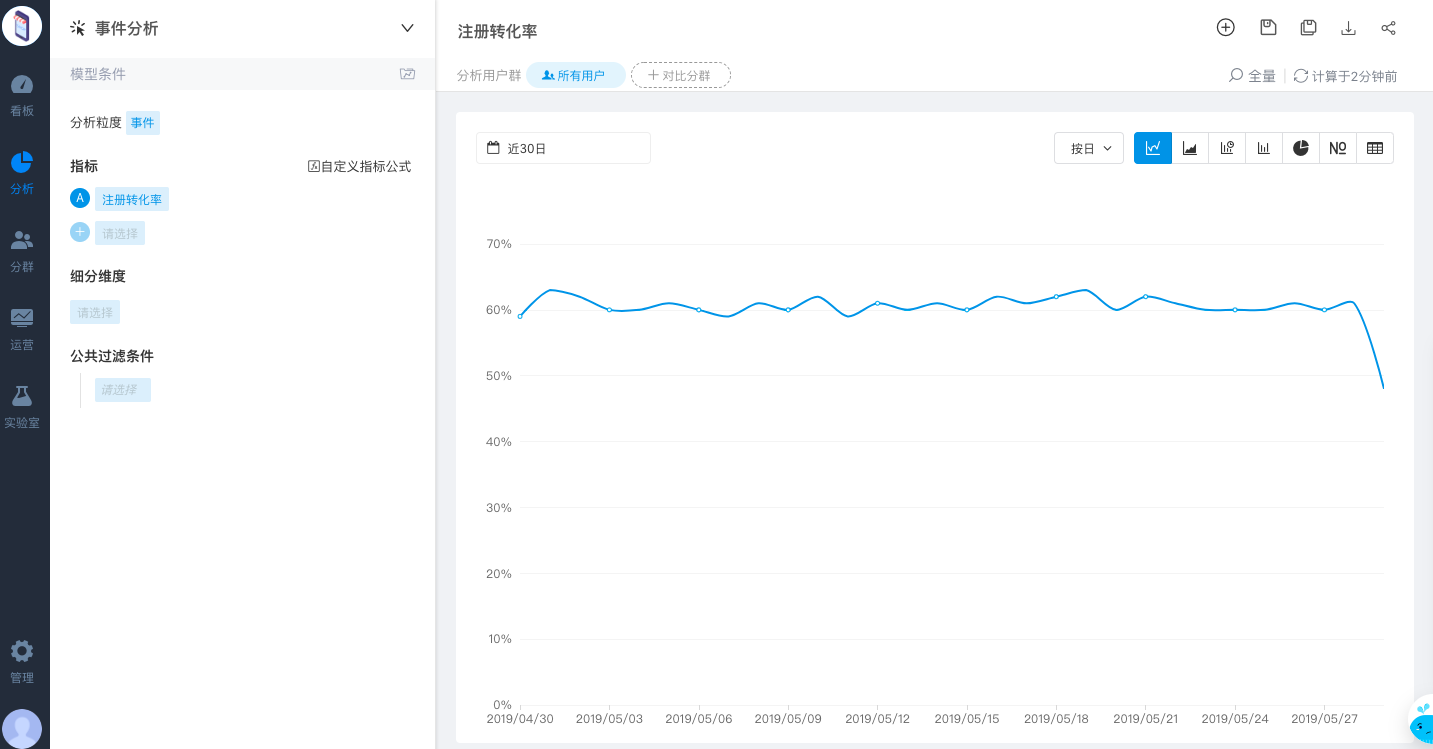 看板
分析
分群
运营
实验室
管理
事件分析
模型条件
分析粒度 事件
指标 自定义指标公式
A 注册转化率
请选择
细分维度
请选择
公共过滤条件
请选择
注册转化率
分析用户群 所有用户 + 对比分群 全量 计算于2分钟前
近30日 按日 №
70%
60%
50%
40%
30%
20%
10%
0%
2019/04/30 2019/05/03 2019/05/06 2019/05/09 2019/05/12 2019/05/15 2019/05/18 2019/05/21 2019/05/24 2019/05/27